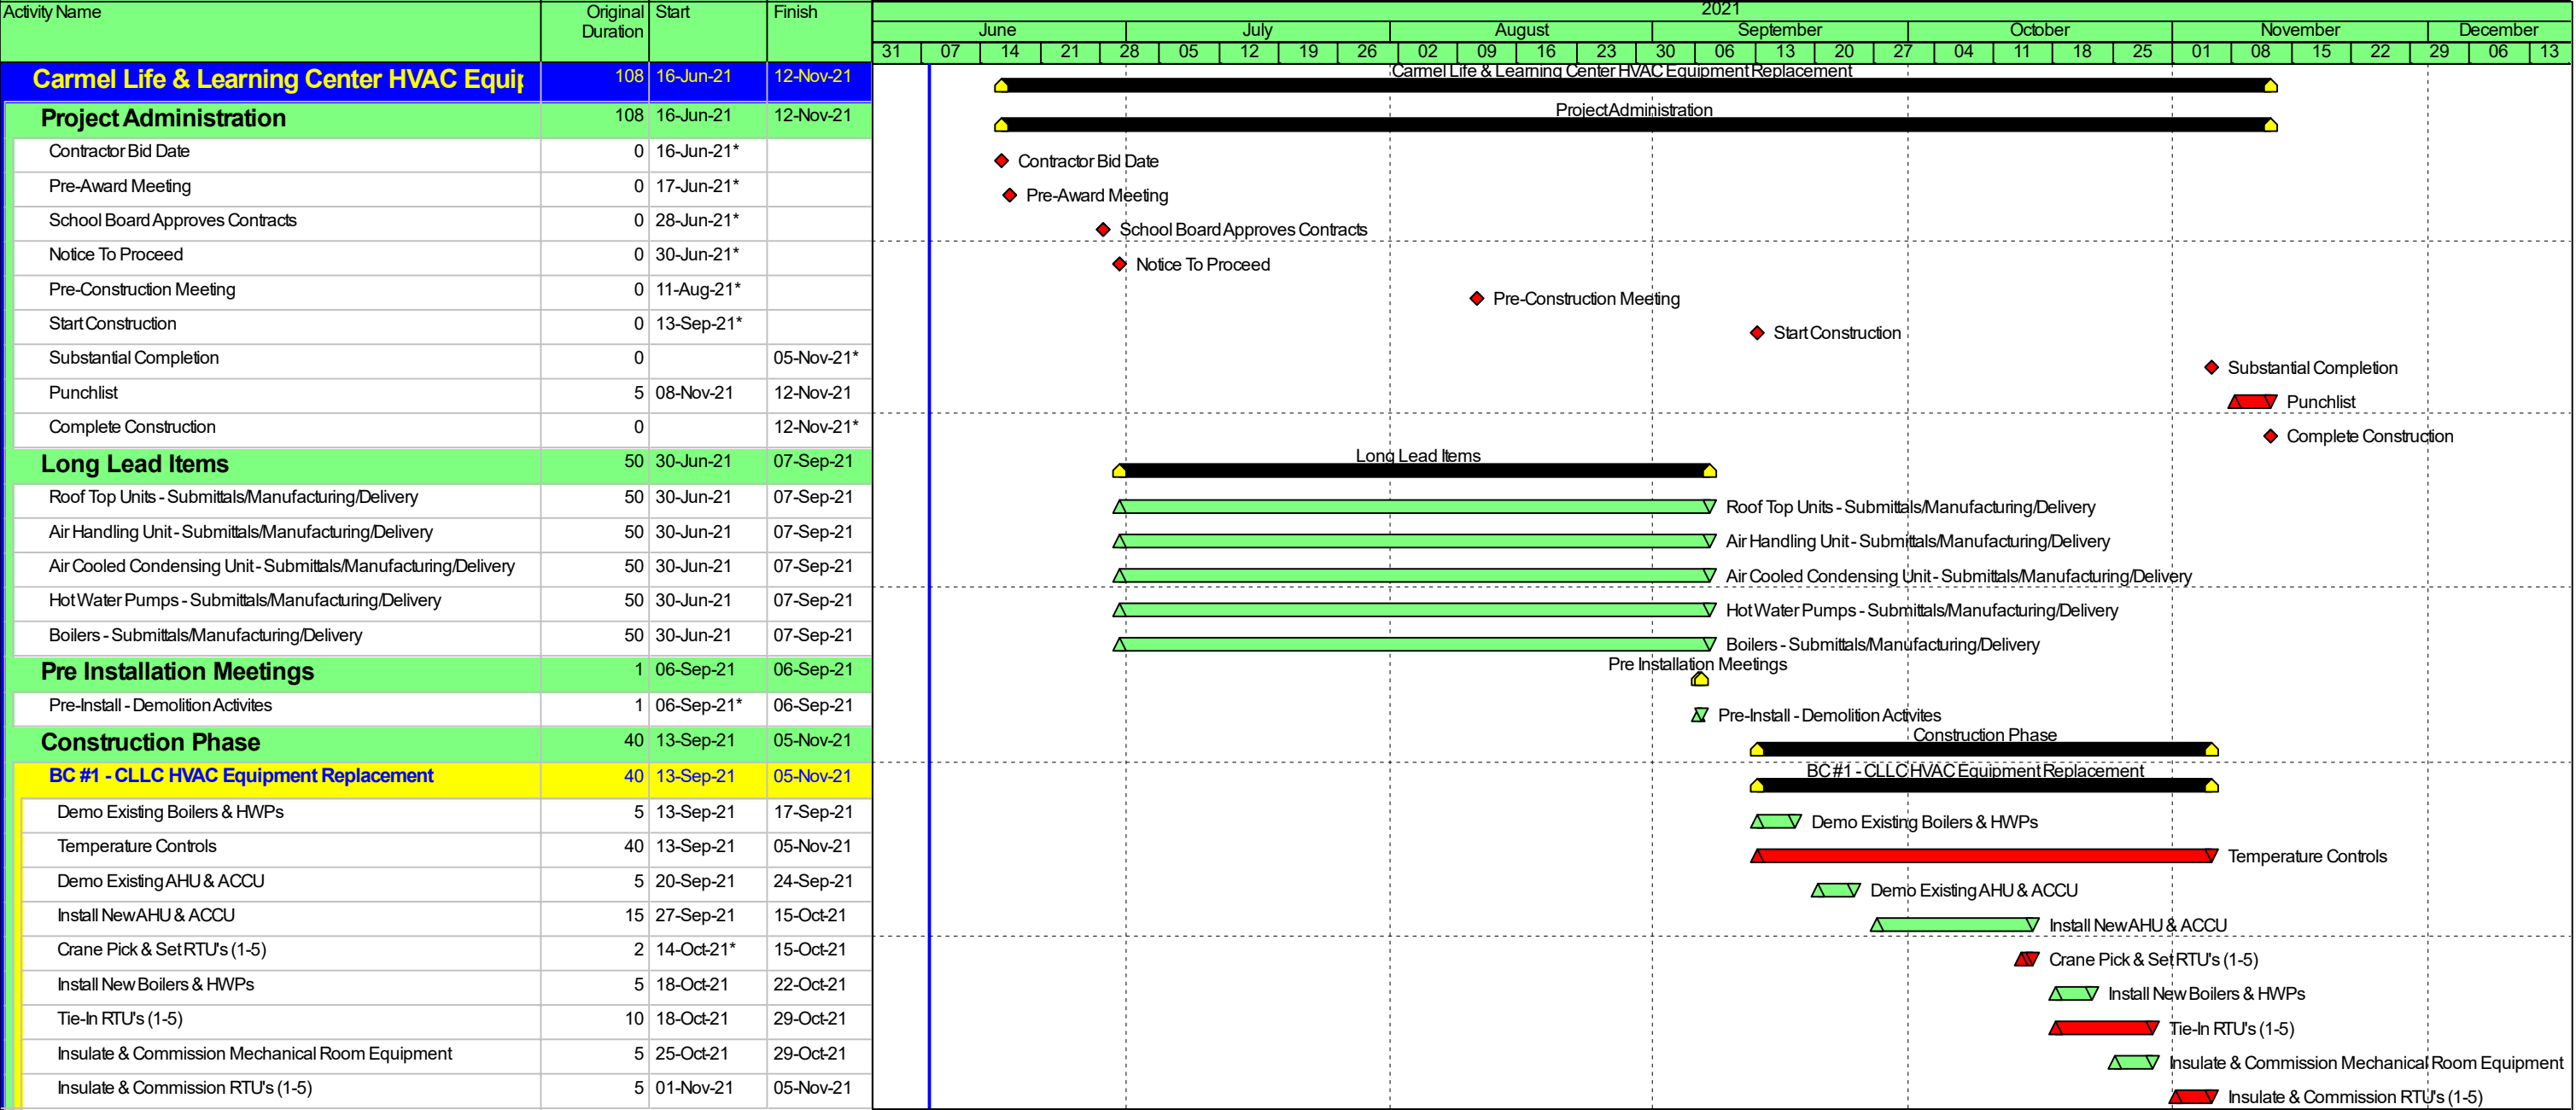 Activity Name Original Duration Start Finish
2021
June July August September October November December
31 07 14 21 28 05 12 19 26 02 09 16 23 30 06 13 20 27 04 11 18 25 01 08 15 22 29 06 13
Carmel Life & Learning Center HVAC Equip 108 16-Jun-21 12-Nov-21 Carmel Life & Learning Center HVAC Equipment Replacement
Project Administration 108 16-Jun-21 12-Nov-21 Project Administration
Contractor Bid Date 0 16-Jun-21* Contractor Bid Date
Pre-Award Meeting 0 17-Jun-21* Pre-Award Meeting
School Board Approves Contracts 0 28-Jun-21* School Board Approves Contracts
Notice To Proceed 0 30-Jun-21* Notice To Proceed
Pre-Construction Meeting 0 11-Aug-21* Pre-Construction Meeting
Start Construction 0 13-Sep-21* Start Construction
Substantial Completion 0 05-Nov-21* Substantial Completion
Punchlist 5 08-Nov-21 12-Nov-21 Punchlist
Complete Construction 0 12-Nov-21* Complete Construction
Long Lead Items 50 30-Jun-21 07-Sep-21 Long Lead Items
Roof Top Units - Submittals/Manufacturing/Delivery 50 30-Jun-21 07-Sep-21 Roof Top Units - Submittals/Manufacturing/Delivery
Air Handling Unit - Submittals/Manufacturing/Delivery 50 30-Jun-21 07-Sep-21 Air Handling Unit - Submittals/Manufacturing/Delivery
Air Cooled Condensing Unit - Submittals/Manufacturing/Delivery 50 30-Jun-21 07-Sep-21 Air Cooled Condensing Unit - Submittals/Manufacturing/Delivery
Hot Water Pumps - Submittals/Manufacturing/Delivery 50 30-Jun-21 07-Sep-21 Hot Water Pumps - Submittals/Manufacturing/Delivery
Boilers - Submittals/Manufacturing/Delivery 50 30-Jun-21 07-Sep-21 Boilers - Submittals/Manufacturing/Delivery
Pre Installation Meetings 1 06-Sep-21 06-Sep-21 Pre Installation Meetings
Pre-Install - Demolition Activites 1 06-Sep-21* 06-Sep-21 Pre-Install - Demolition Activites
Construction Phase 40 13-Sep-21 05-Nov-21 Construction Phase
BC #1 - CLLC HVAC Equipment Replacement 40 13-Sep-21 05-Nov-21 BC #1 - CLLC HVAC Equipment Replacement
Demo Existing Boilers & HWPs 5 13-Sep-21 17-Sep-21 Demo Existing Boilers & HWPs
Temperature Controls 40 13-Sep-21 05-Nov-21 Temperature Controls
Demo Existing AHU & ACCU 5 20-Sep-21 24-Sep-21 Demo Existing AHU & ACCU
Install New AHU & ACCU 15 27-Sep-21 15-Oct-21 Install New AHU & ACCU
Crane Pick & Set RTU's (1-5) 2 14-Oct-21* 15-Oct-21 Crane Pick & Set RTU's (1-5)
Install New Boilers & HWPs 5 18-Oct-21 22-Oct-21 Install New Boilers & HWPs
Tie-In RTU's (1-5) 10 18-Oct-21 29-Oct-21 Tie-In RTU's (1-5)
Insulate & Commission Mechanical Room Equipment 5 25-Oct-21 29-Oct-21 Insulate & Commission Mechanical Room Equipment
Insulate & Commission RTU's (1-5) 5 01-Nov-21 05-Nov-21 Insulate & Commission RTU's (1-5)